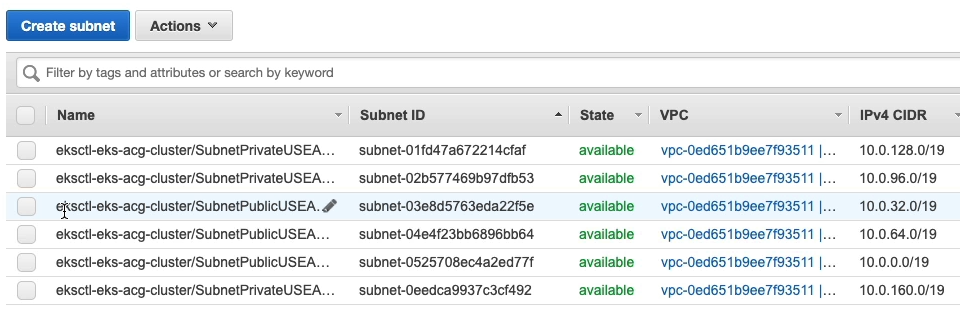 Create subnet Actions
Filter by tags and attributes or search by keyword
Name Subnet ID State VPC IPv4 CIDR
eksctl-eks-acg-cluster/SubnetPrivateUSEA... subnet-01fd47a672214cfaf available vpc-0ed651b9ee7f93511 |... 10.0.128.0/19
eksctl-eks-acg-cluster/SubnetPrivateUSEA... subnet-02b577469b97dfb53 available vpc-0ed651b9ee7f93511 |... 10.0.96.0/19
eksctl-eks-acg-cluster/SubnetPublicUSEA... subnet-03e8d5763eda22f5e available vpc-0ed651b9ee7f93511 |... 10.0.32.0/19
eksctl-eks-acg-cluster/SubnetPublicUSEA... subnet-04e4f23bb6896bb64 available vpc-0ed651b9ee7f93511 |... 10.0.64.0/19
eksctl-eks-acg-cluster/SubnetPublicUSEA... subnet-0525708ec4a2ed77f available vpc-0ed651b9ee7f93511 |... 10.0.0.0/19
eksctl-eks-acg-cluster/SubnetPrivateUSEA... subnet-0eedca9937c3cf492 available vpc-0ed651b9ee7f93511 |... 10.0.160.0/19